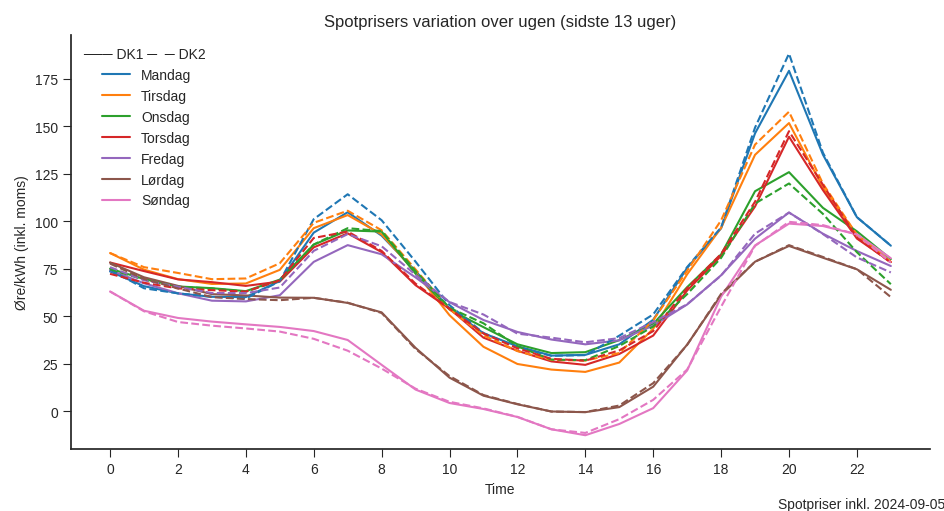 Spotprisers variation over ugen (sidste 13 uger)
DK1 DK2
Mandag
Tirsdag
Onsdag
Torsdag
Fredag
Lørdag
Søndag
Øre/kWh (inkl. moms)
175
150
125
100
75
50
25
0
0 2 4 6 8 10 12 14 16 18 20 22
Time
Spotpriser inkl. 2024-09-05